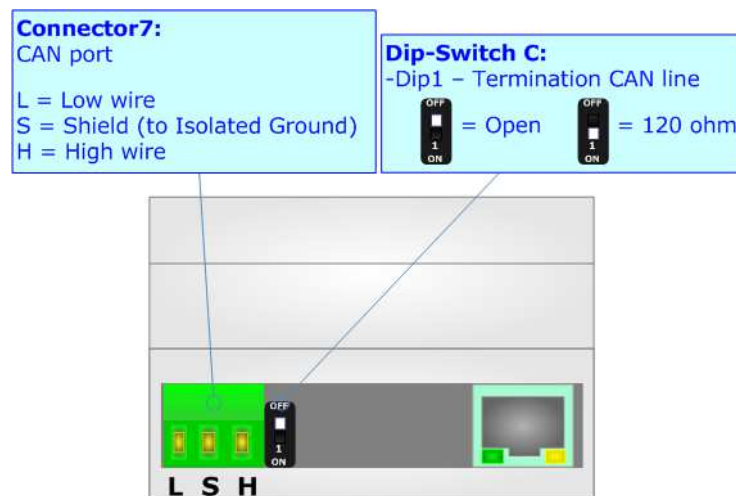 Connector7:
CAN port
L = Low wire
S = Shield (to Isolated Ground)
H = High wire
Dip-Switch C:
-Dip1 – Termination CAN line
OFF
1
ON
= Open
OFF
1
ON
= 120 ohm
OFF
1
ON
L S H